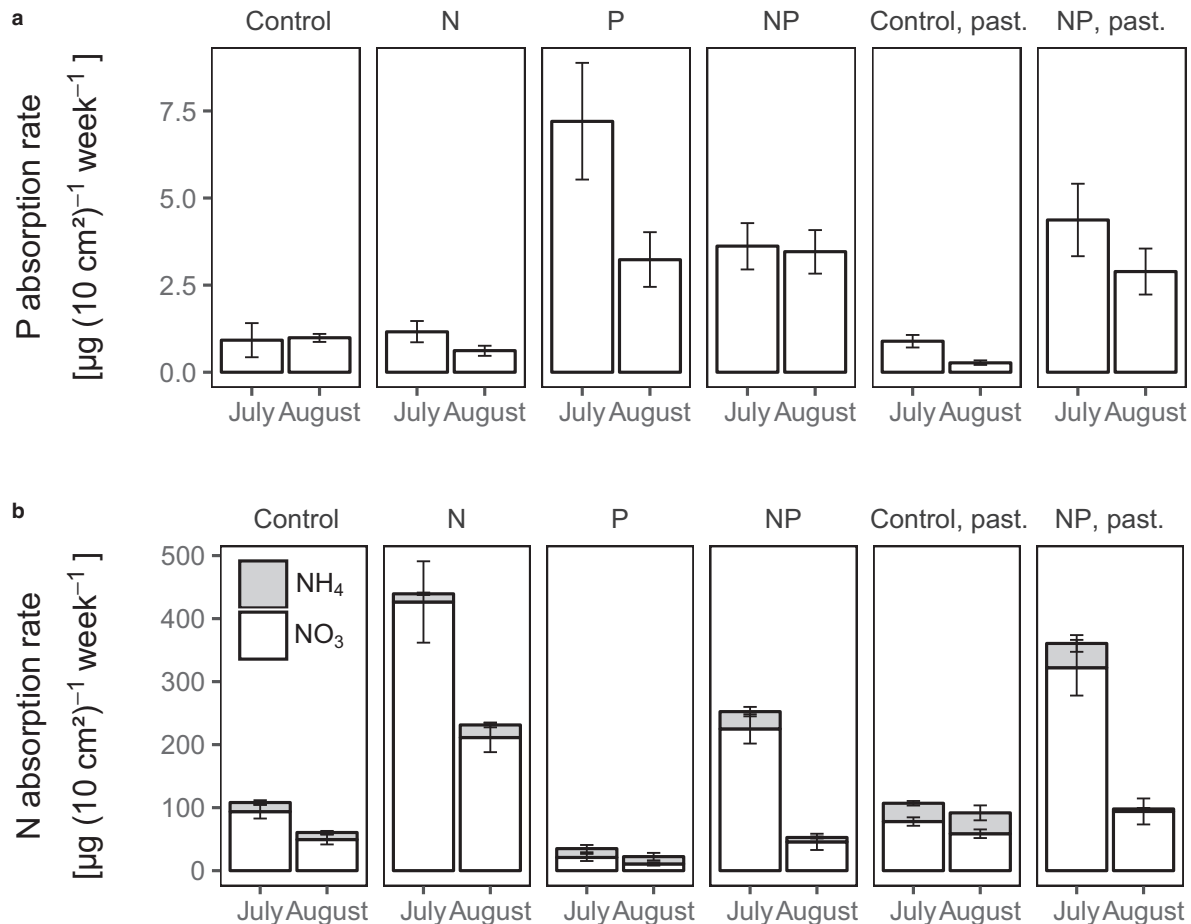 a
Control N P NP Control, past. NP, past.
P absorption rate
[µg (10 cm²)⁻¹ week⁻¹ ]
7.5
5.0
2.5
0.0
July August July August July August July August July August July August
b
Control N P NP Control, past. NP, past.
N absorption rate
[µg (10 cm²)⁻¹ week⁻¹ ]
500
400
300
200
100
0
NH₄
NO₃
July August July August July August July August July August July August